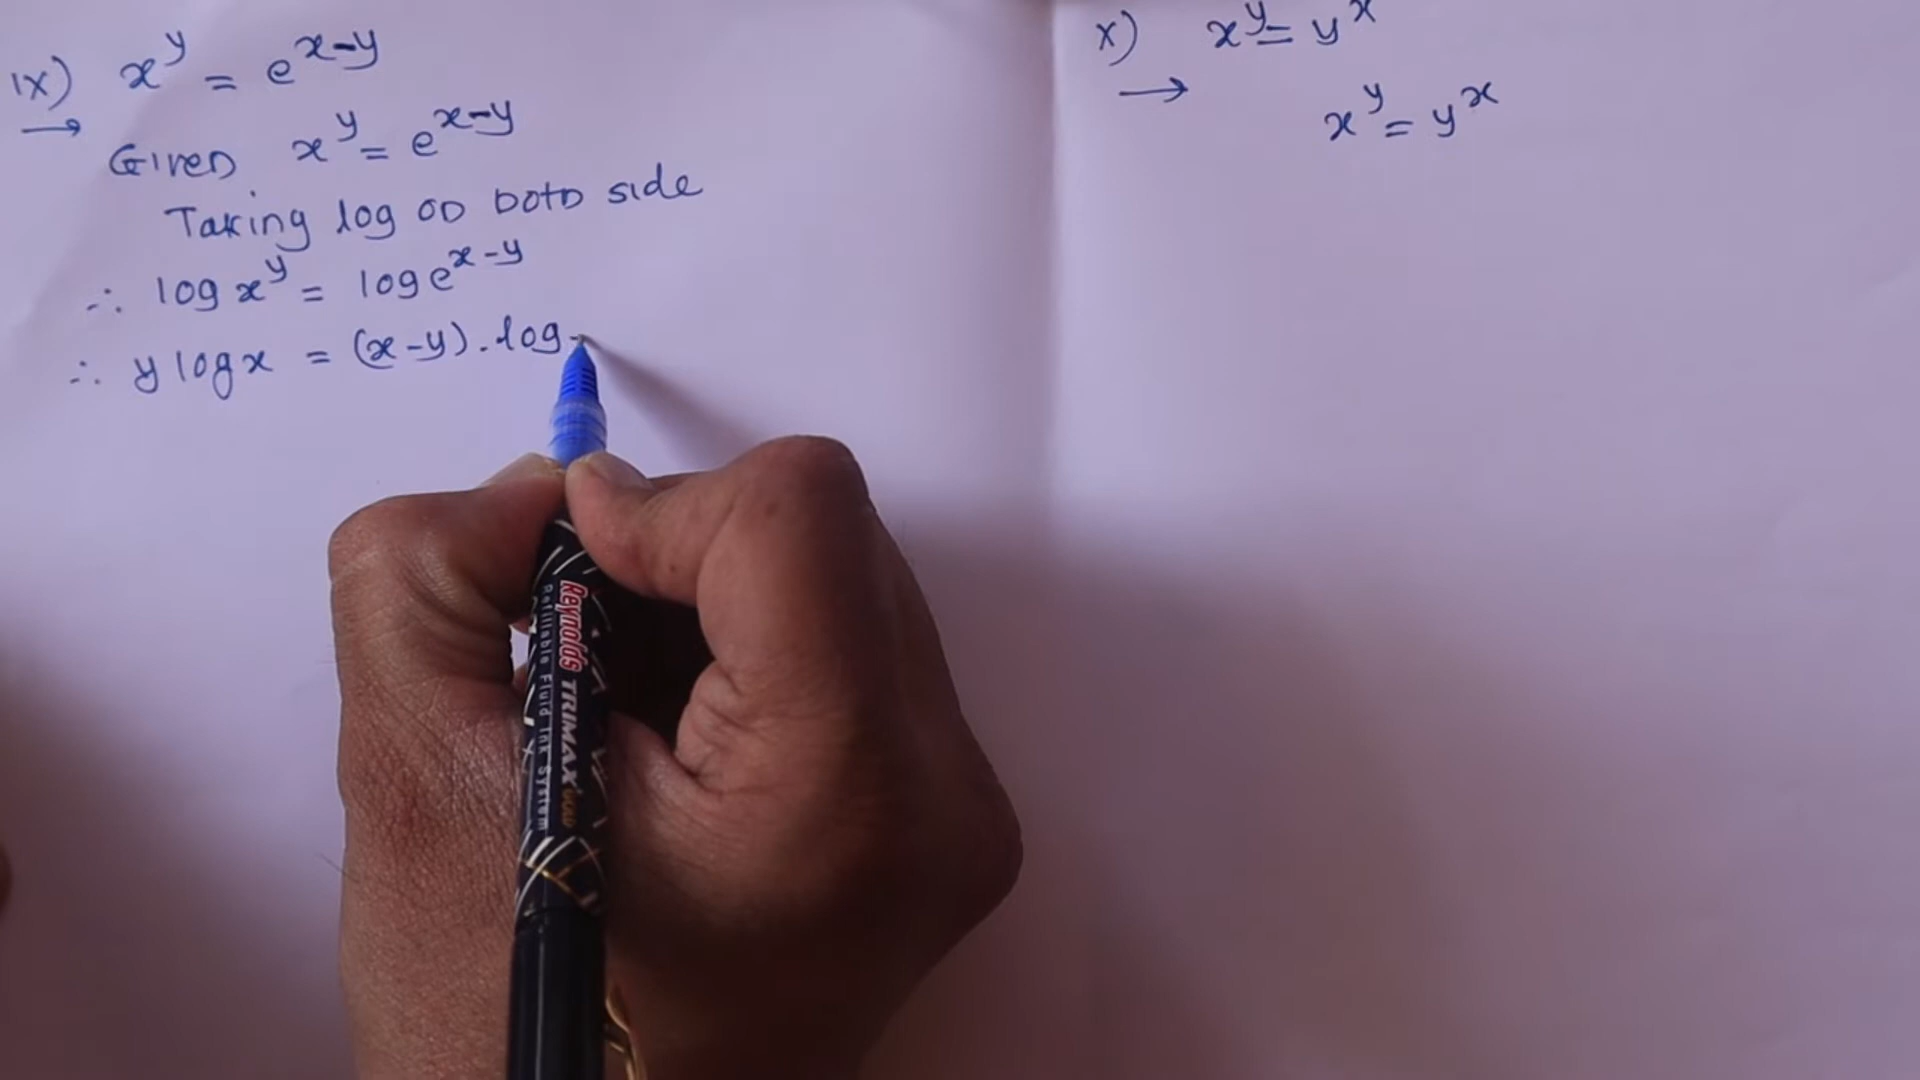 IX) x^y = e^{x-y}
→ Given x^y = e^{x-y}
Taking log on both side
∴ log x^y = log e^{x-y}
∴ y log x = (x-y). log
X) x^y = y^x
→ x^y = y^x
Reynolds TRIMAX
Refillable Fluid Ink System